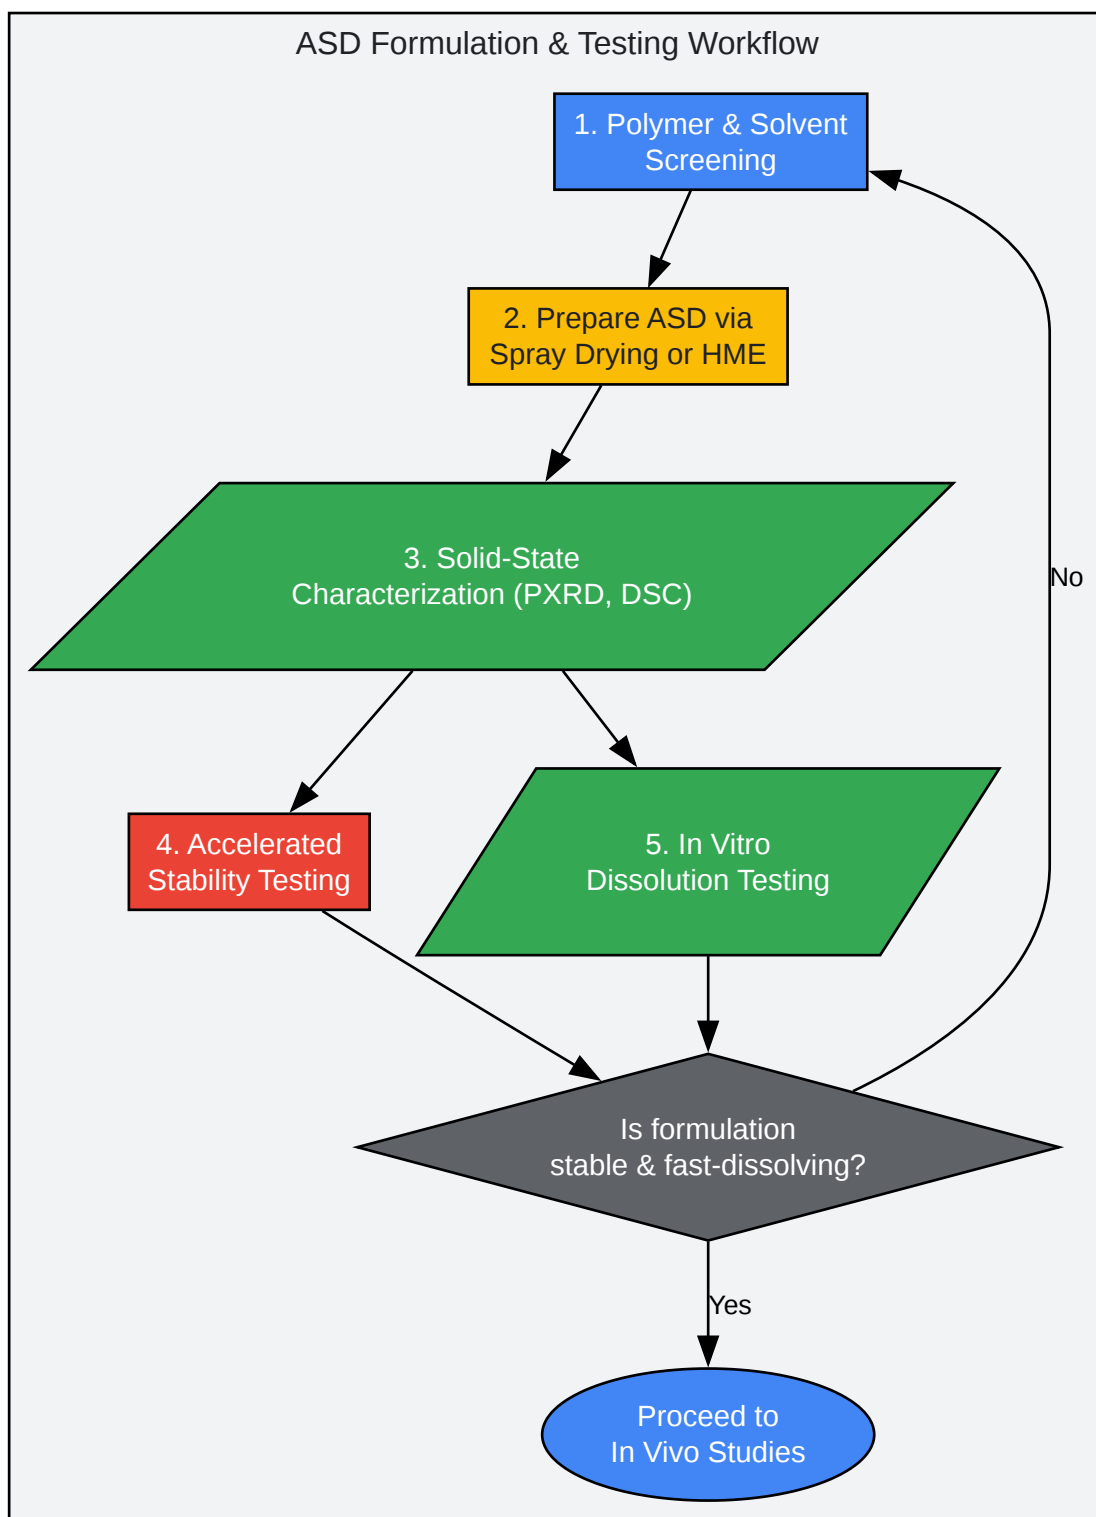 ASD Formulation & Testing Workflow
1. Polymer & Solvent
Screening
2. Prepare ASD via
Spray Drying or HME
3. Solid-State
Characterization (PXRD, DSC)
No
4. Accelerated
Stability Testing
5. In Vitro
Dissolution Testing
Is formulation
stable & fast-dissolving?
Yes
Proceed to
In Vivo Studies